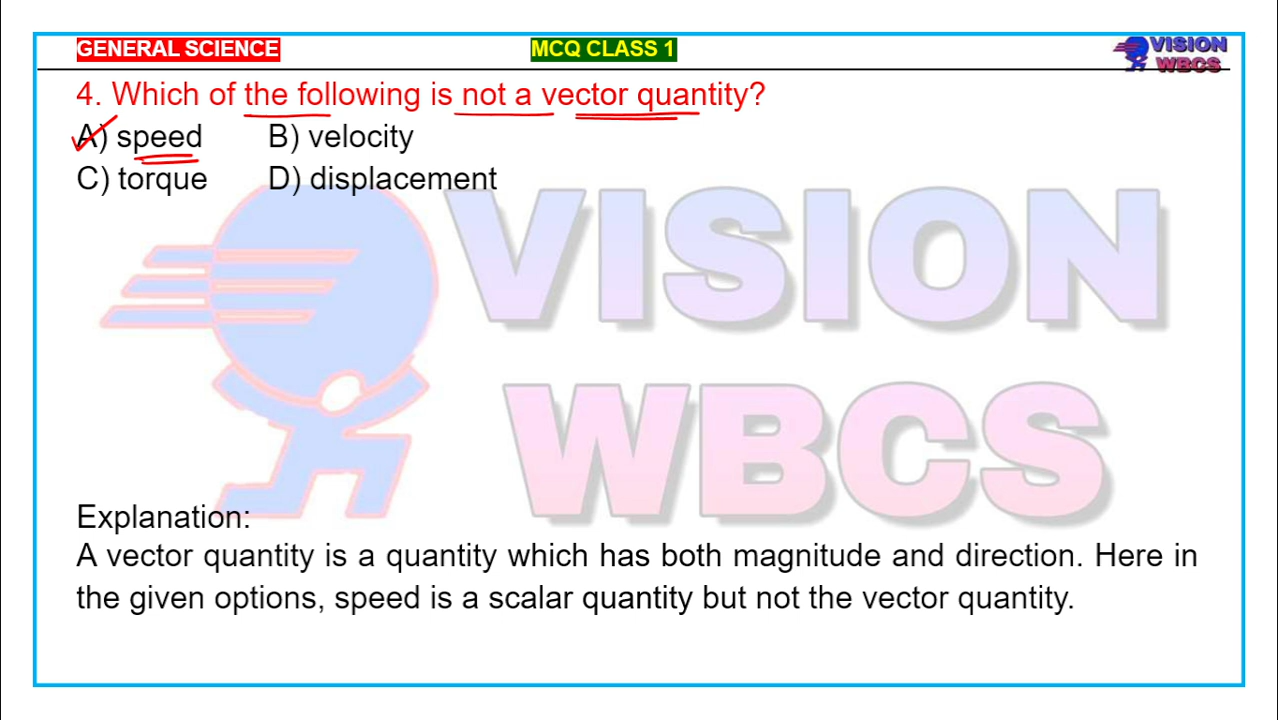 GENERAL SCIENCE MCQ CLASS 1 VISION
WBCS
4. Which of the following is not a vector quantity?
A) speed B) velocity
C) torque D) displacement
VISION
WBCS
Explanation:
A vector quantity is a quantity which has both magnitude and direction. Here in
the given options, speed is a scalar quantity but not the vector quantity.